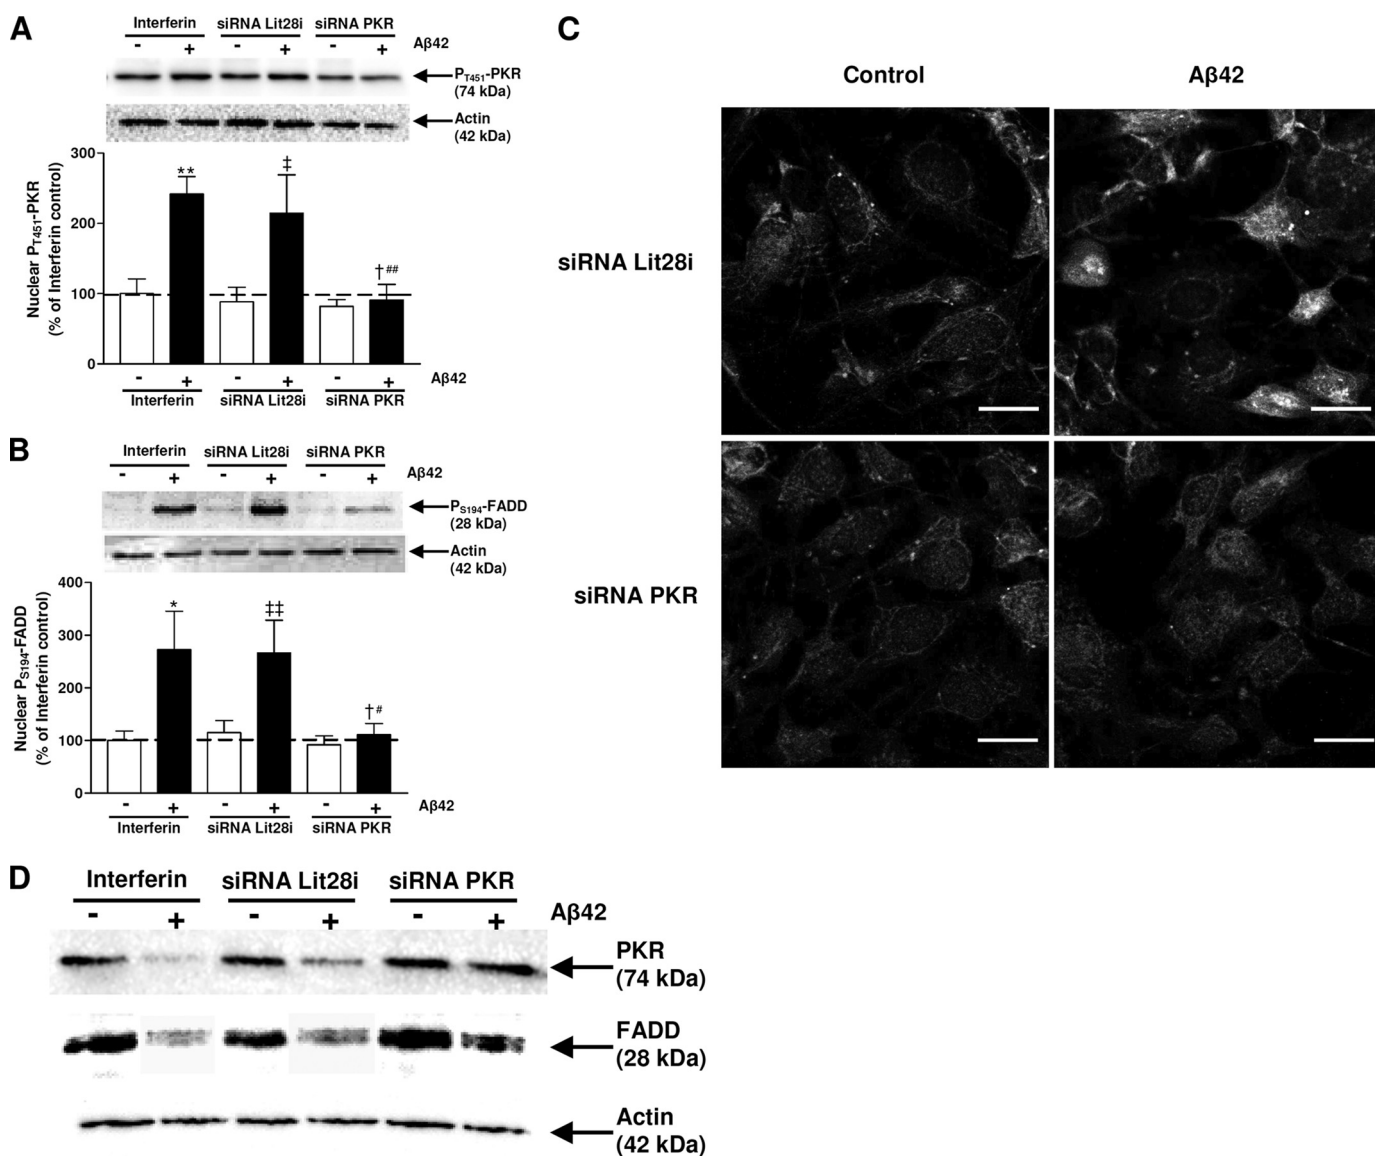 A
Interferin siRNA Lit28i siRNA PKR
- + - + - + Aβ42
PT451-PKR
(74 kDa)
Actin
(42 kDa)
Nuclear PT451-PKR
(% of Interferin control)
300
200
100
0
**
‡
†##
- + - + - + Aβ42
Interferin siRNA Lit28i siRNA PKR
B
Interferin siRNA Lit28i siRNA PKR
- + - + - + Aβ42
PS194-FADD
(28 kDa)
Actin
(42 kDa)
Nuclear PS194-FADD
(% of Interferin control)
400
300
200
100
0
*
‡‡
†#
- + - + - + Aβ42
Interferin siRNA Lit28i siRNA PKR
C
Control Aβ42
siRNA Lit28i
siRNA PKR
D
Interferin siRNA Lit28i siRNA PKR
- + - + - + Aβ42
PKR
(74 kDa)
FADD
(28 kDa)
Actin
(42 kDa)